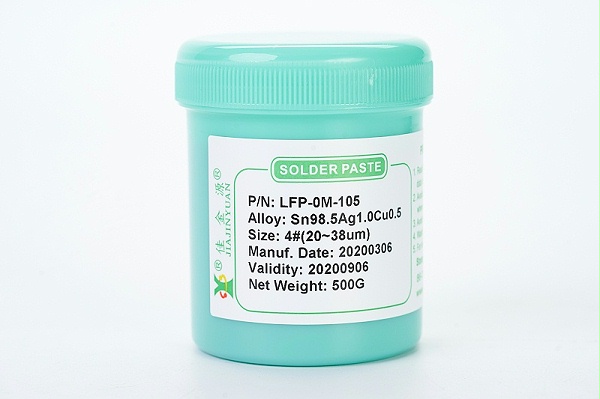 SOLDER PASTE
P/N: LFP-0M-105
Alloy: Sn98.5Ag1.0Cu0.5
Size: 4#(20~38um)
Manuf. Date: 20200306
Validity: 20200906
Net Weight: 500G
® 佳金源®
JIAJINYUAN